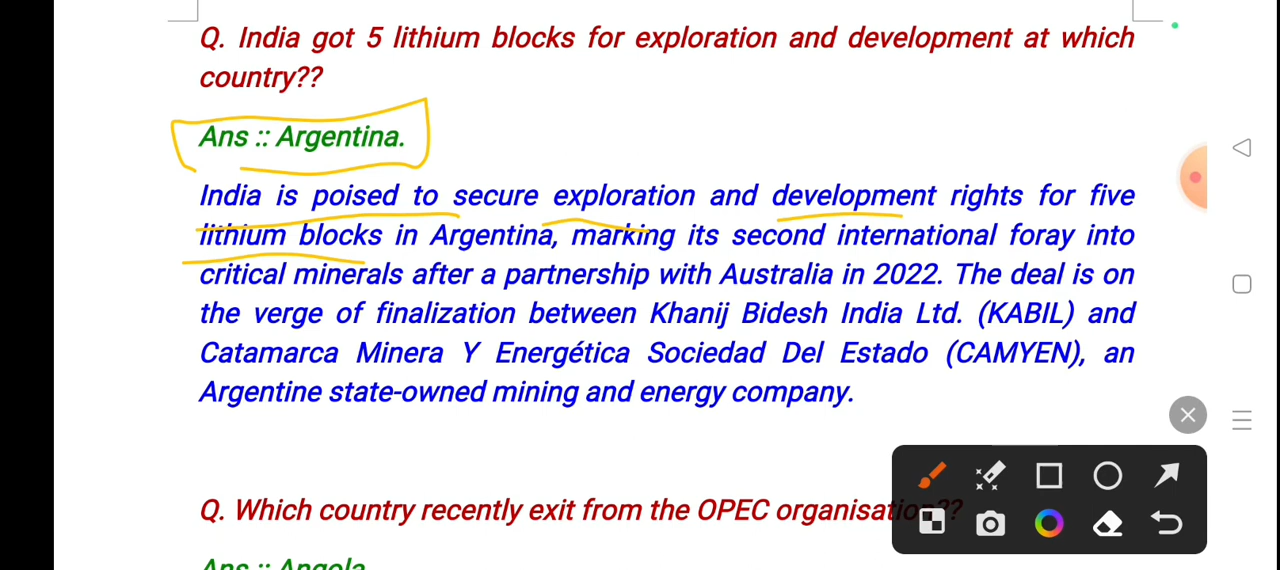 Q. India got 5 lithium blocks for exploration and development at which
country??
Ans :: Argentina.
India is poised to secure exploration and development rights for five
lithium blocks in Argentina, marking its second international foray into
critical minerals after a partnership with Australia in 2022. The deal is on
the verge of finalization between Khanij Bidesh India Ltd. (KABIL) and
Catamarca Minera Y Energética Sociedad Del Estado (CAMYEN), an
Argentine state-owned mining and energy company.
Q. Which country recently exit from the OPEC organisation??
Ans :: Angola